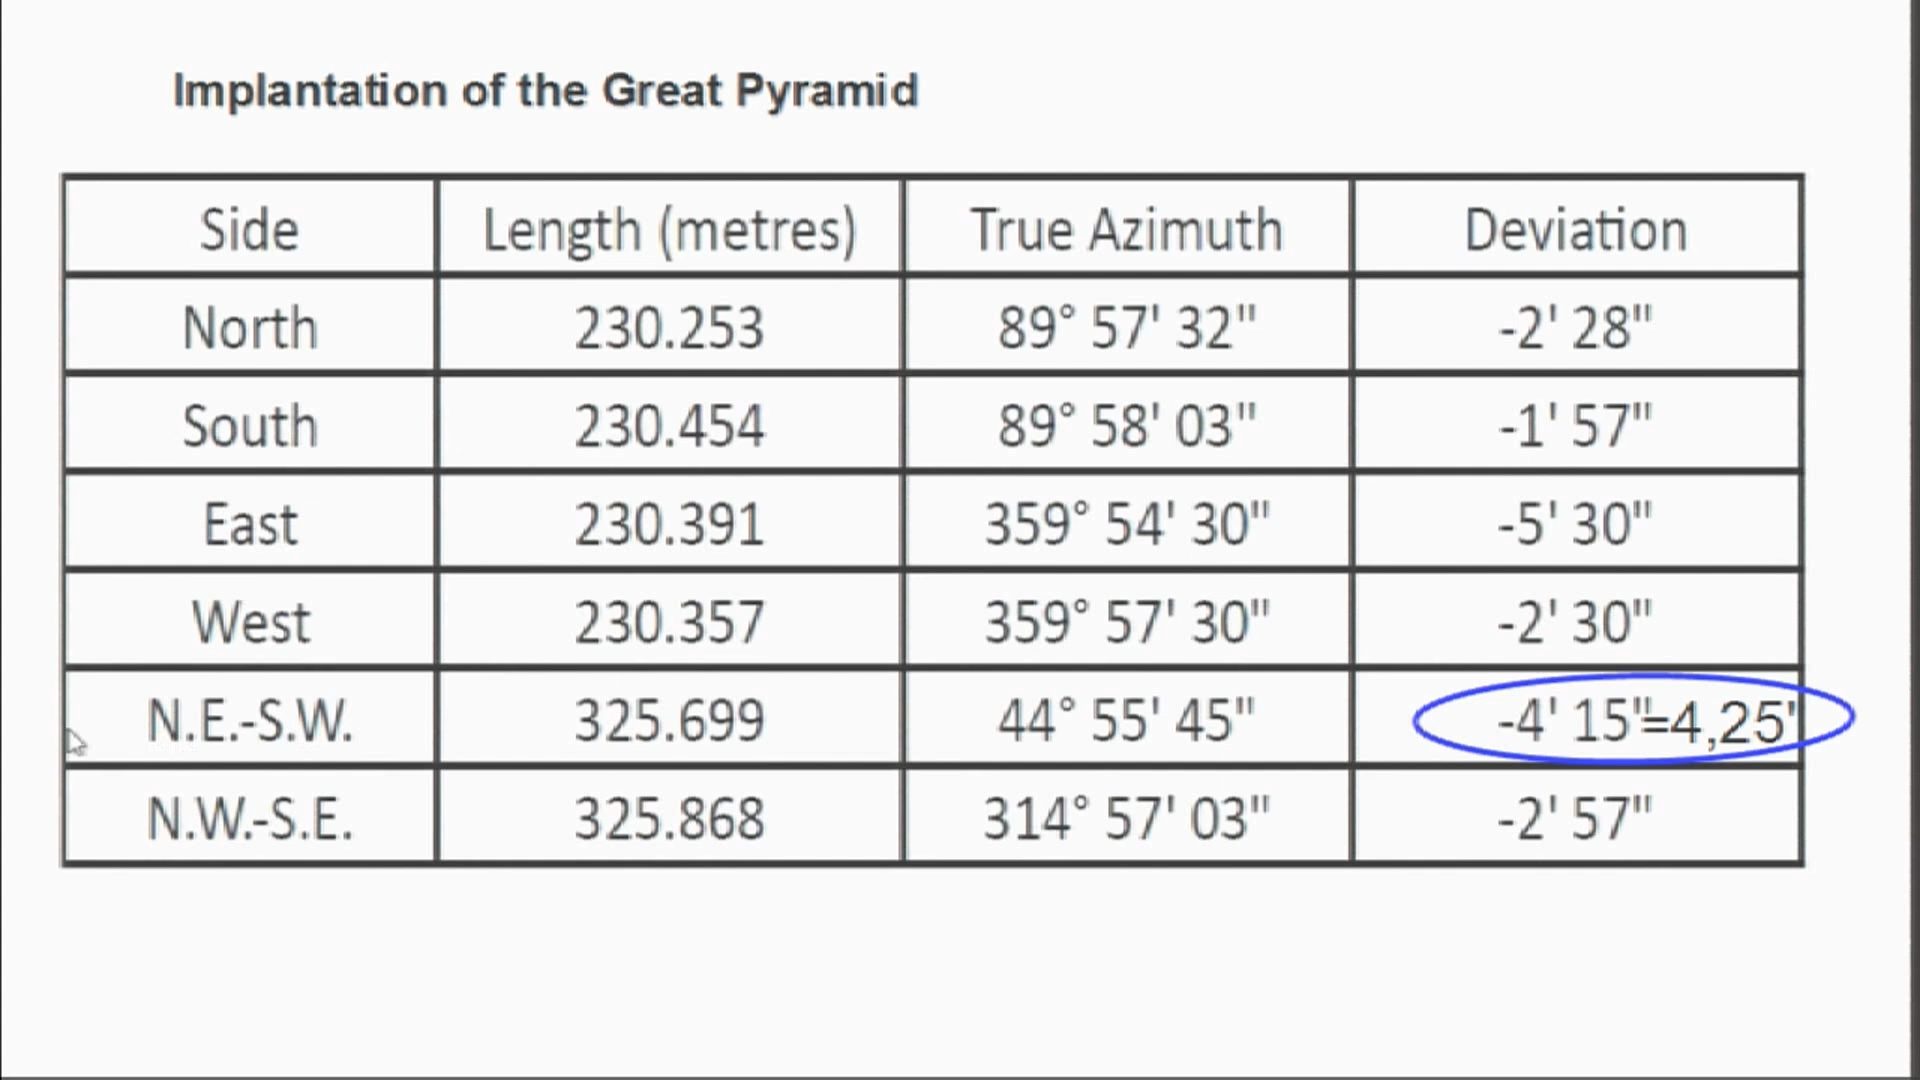 Implantation of the Great Pyramid
Side Length (metres) True Azimuth Deviation
North 230.253 89° 57' 32" -2' 28"
South 230.454 89° 58' 03" -1' 57"
East 230.391 359° 54' 30" -5' 30"
West 230.357 359° 57' 30" -2' 30"
N.E.-S.W. 325.699 44° 55' 45" -4' 15"=4,25'
N.W.-S.E. 325.868 314° 57' 03" -2' 57"